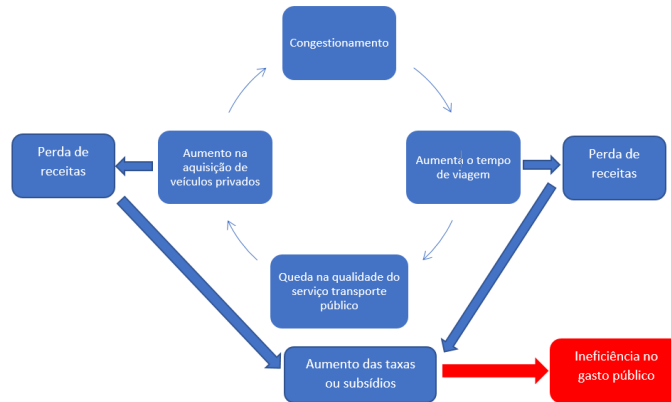 Congestionamento
Perda de
receitas
Aumento na
aquisição de
veículos privados
Aumenta o tempo
de viagem
Perda de
receitas
Queda na qualidade do
serviço transporte
público
Aumento das taxas
ou subsídios
Ineficiência no
gasto público